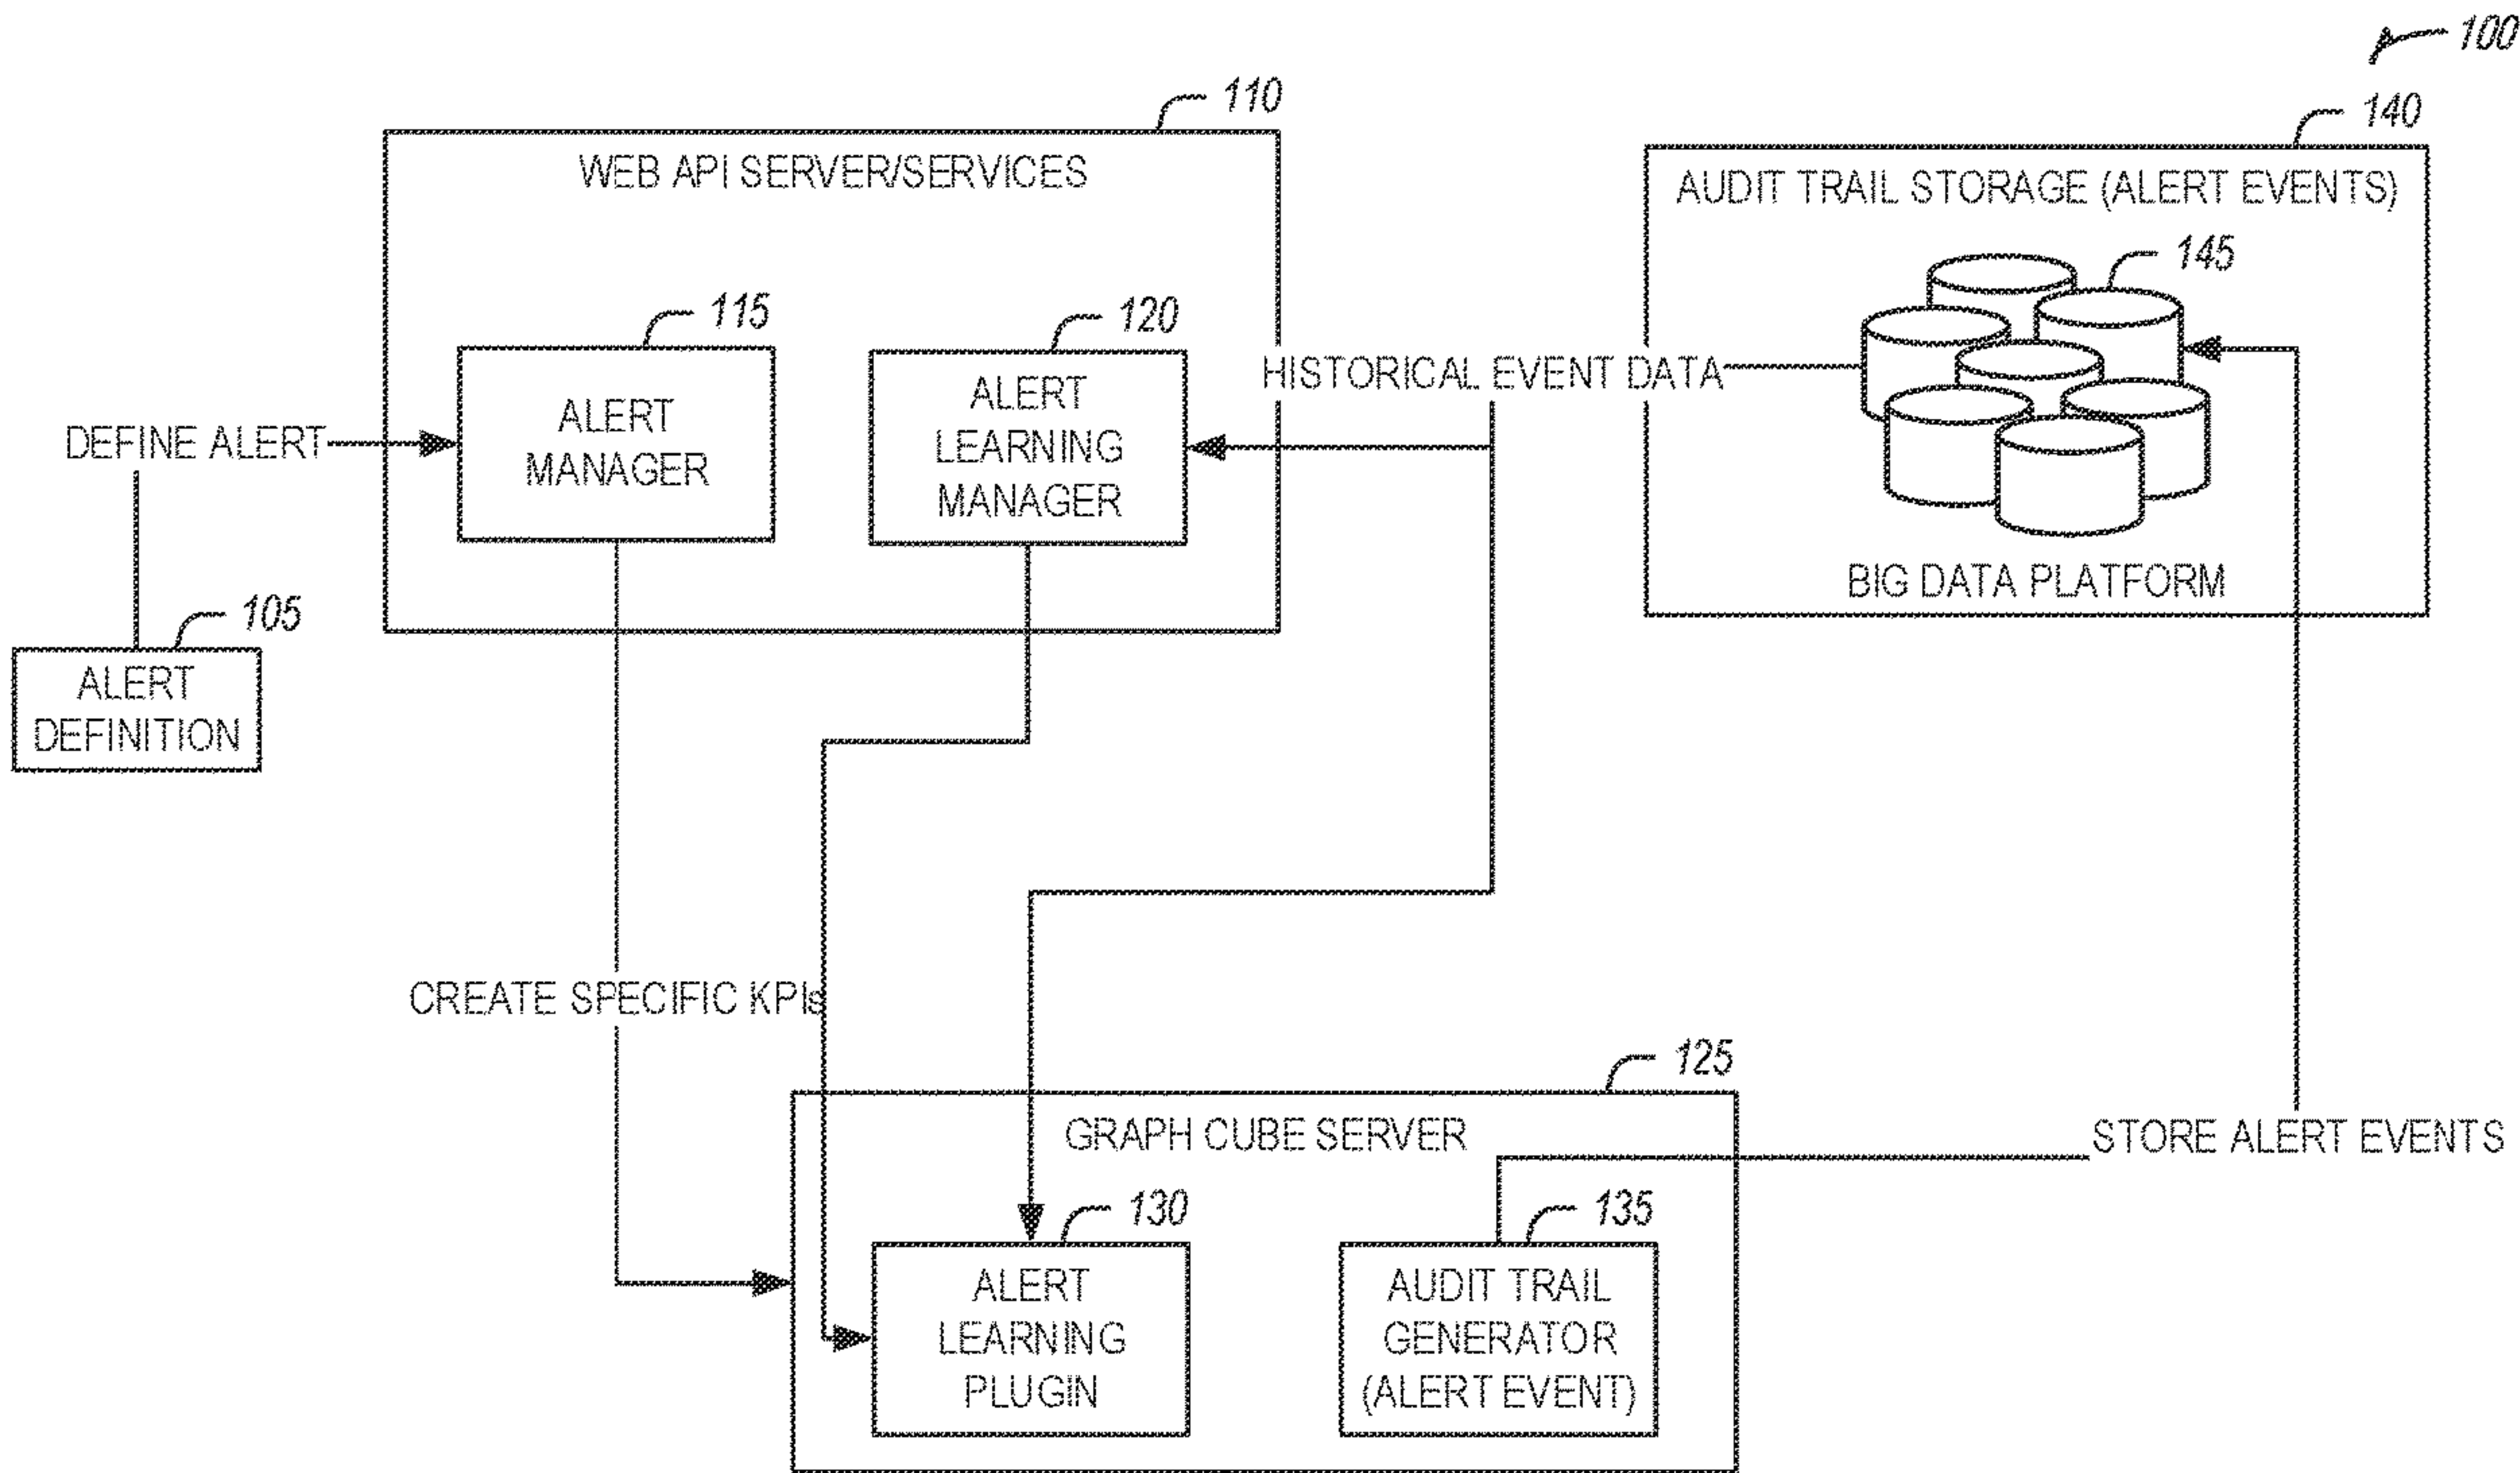 100
110
WEB API SERVER/SERVICES
140
AUDIT TRAIL STORAGE (ALERT EVENTS)
145
115
120
ALERT
MANAGER
ALERT
LEARNING
MANAGER
HISTORICAL EVENT DATA
DEFINE ALERT
BIG DATA PLATFORM
105
ALERT
DEFINITION
CREATE SPECIFIC KPIs
125
GRAPH CUBE SERVER
STORE ALERT EVENTS
130
135
ALERT
LEARNING
PLUGIN
AUDIT TRAIL
GENERATOR
(ALERT EVENT)